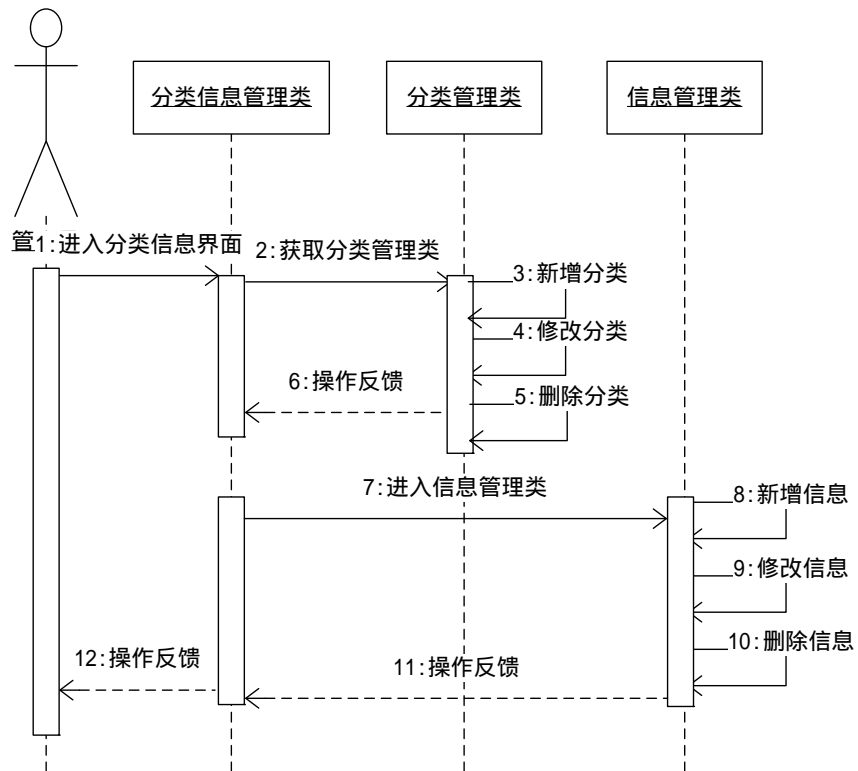 分类信息管理类
分类管理类
信息管理类
管
1:进入分类信息界面
2:获取分类管理类
3:新增分类
4:修改分类
6:操作反馈
5:删除分类
7:进入信息管理类
8:新增信息
9:修改信息
10:删除信息
12:操作反馈
11:操作反馈